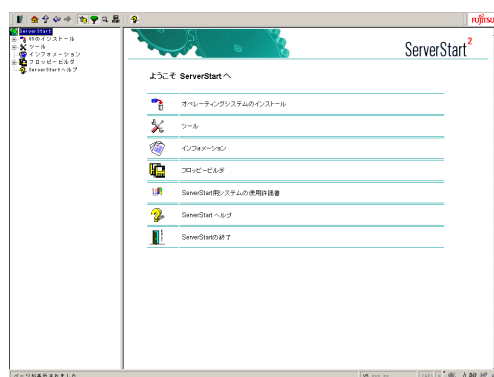 FUJITSU
ServerStart
OSのインストール
ツール
インフォメーション
フロッピービルダ
ServerStartヘルプ
ServerStart2
ようこそ ServerStart へ
オペレーティングシステムのインストール
ツール
インフォメーション
フロッピービルダ
ServerStart用システムの使用許諾書
ServerStart ヘルプ
ServerStartの終了
ページが表示されました